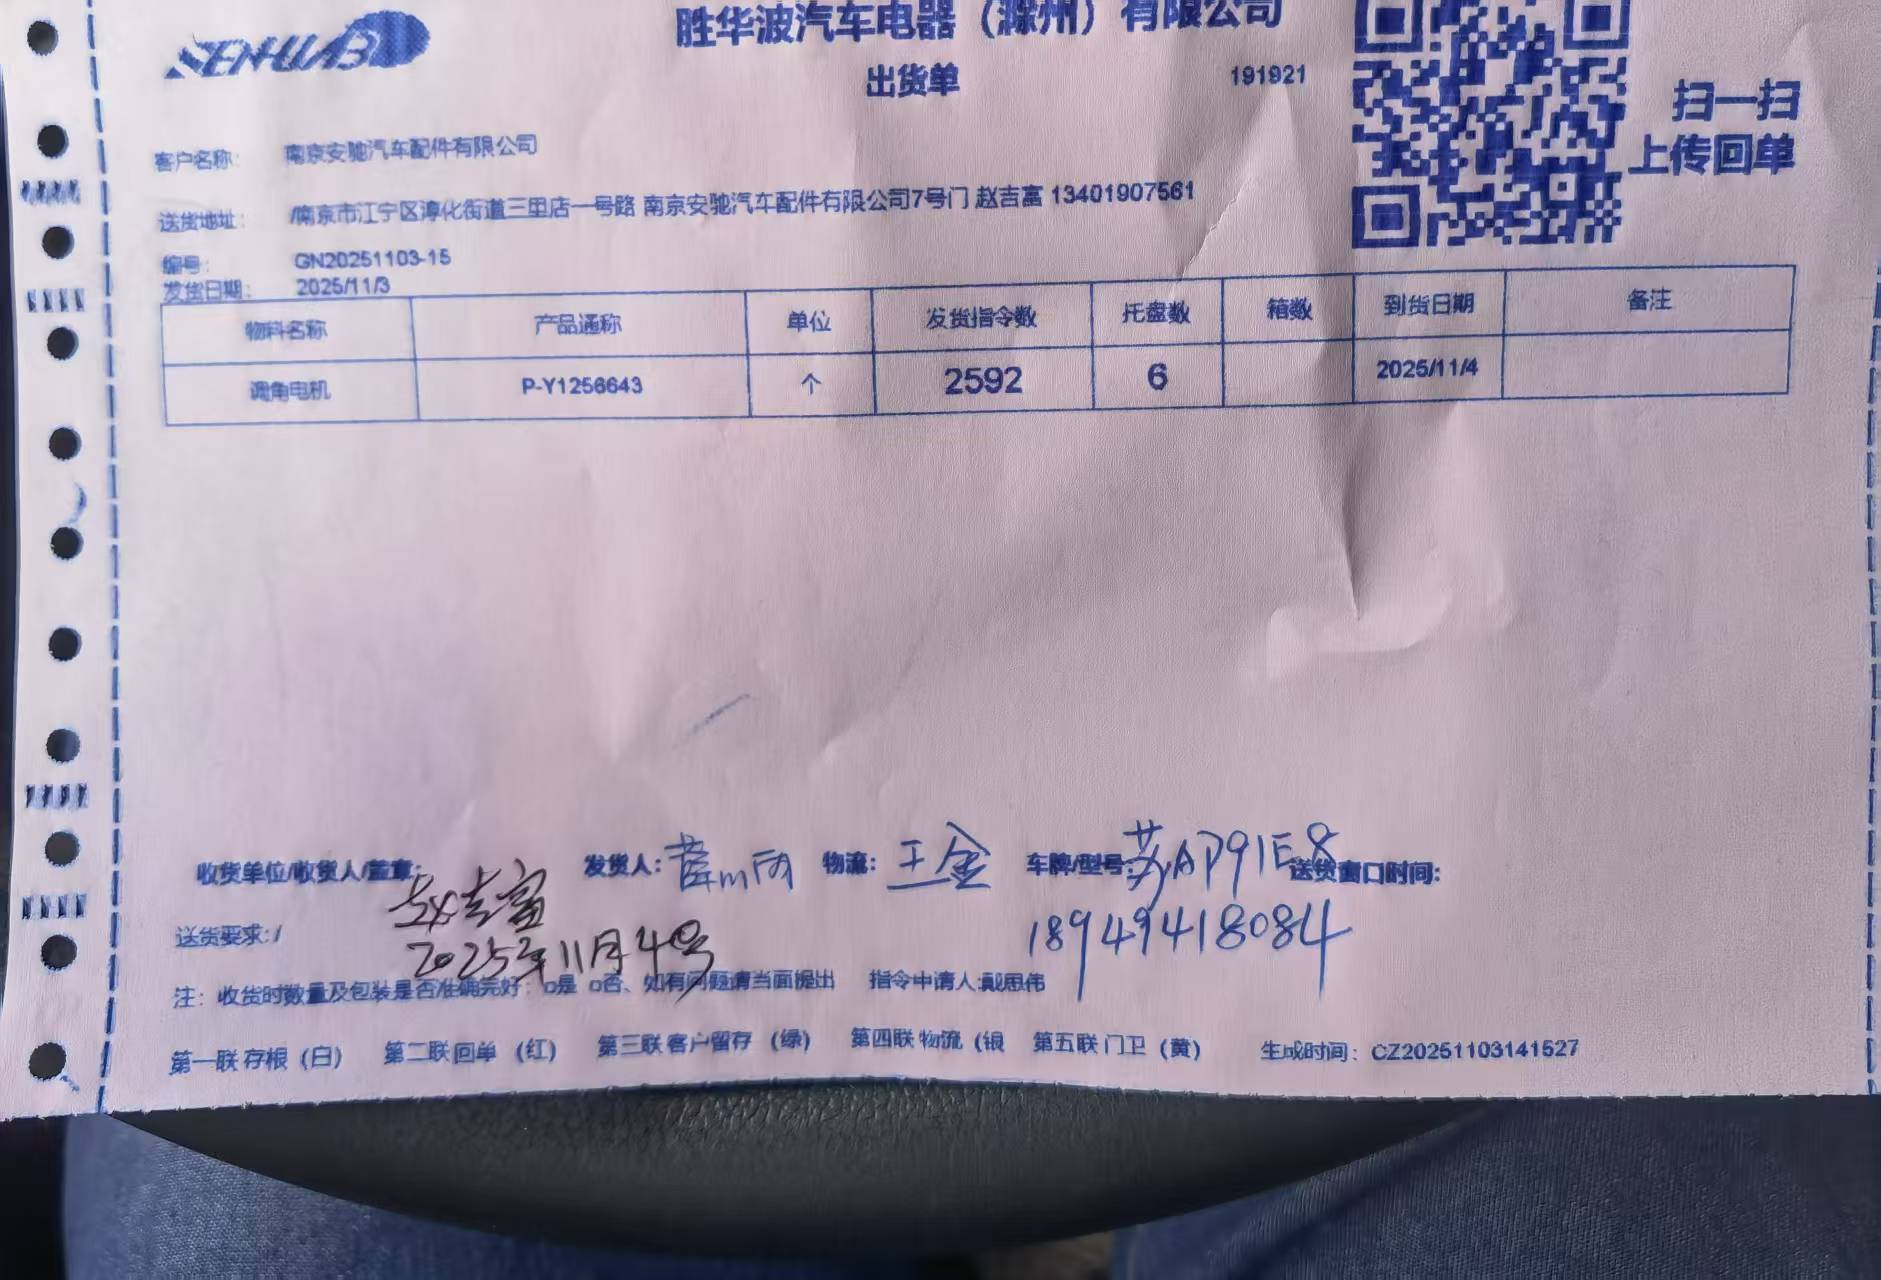 SENHUABO
胜华波汽车电器（滁州）有限公司
出货单
191921
扫一扫
上传回单
客户名称: 南京安驰汽车配件有限公司
送货地址: /南京市江宁区淳化街道三里店一号路 南京安驰汽车配件有限公司7号门 赵吉富 13401907561
编号: GN20251103-15
发货日期: 2025/11/3
物料名称 产品通称 单位 发货指令数 托盘数 箱数 到货日期 备注
调角电机 P-Y1256643 个 2592 6 2025/11/4
收货单位/收货人/盖章: 赵吉富 发货人: 薛 物流: 王金 车牌/型号: 苏AP91E8 送货窗口时间:
送货要求: / 2025年11月4号 18949418084
注: 收货时数量及包装是否准确完好: o是 o否、如有问题请当面提出 指令申请人:戴思伟
第一联 存根（白） 第二联 回单（红） 第三联 客户留存（绿） 第四联 物流（银 第五联 门卫（黄） 生成时间: CZ20251103141527